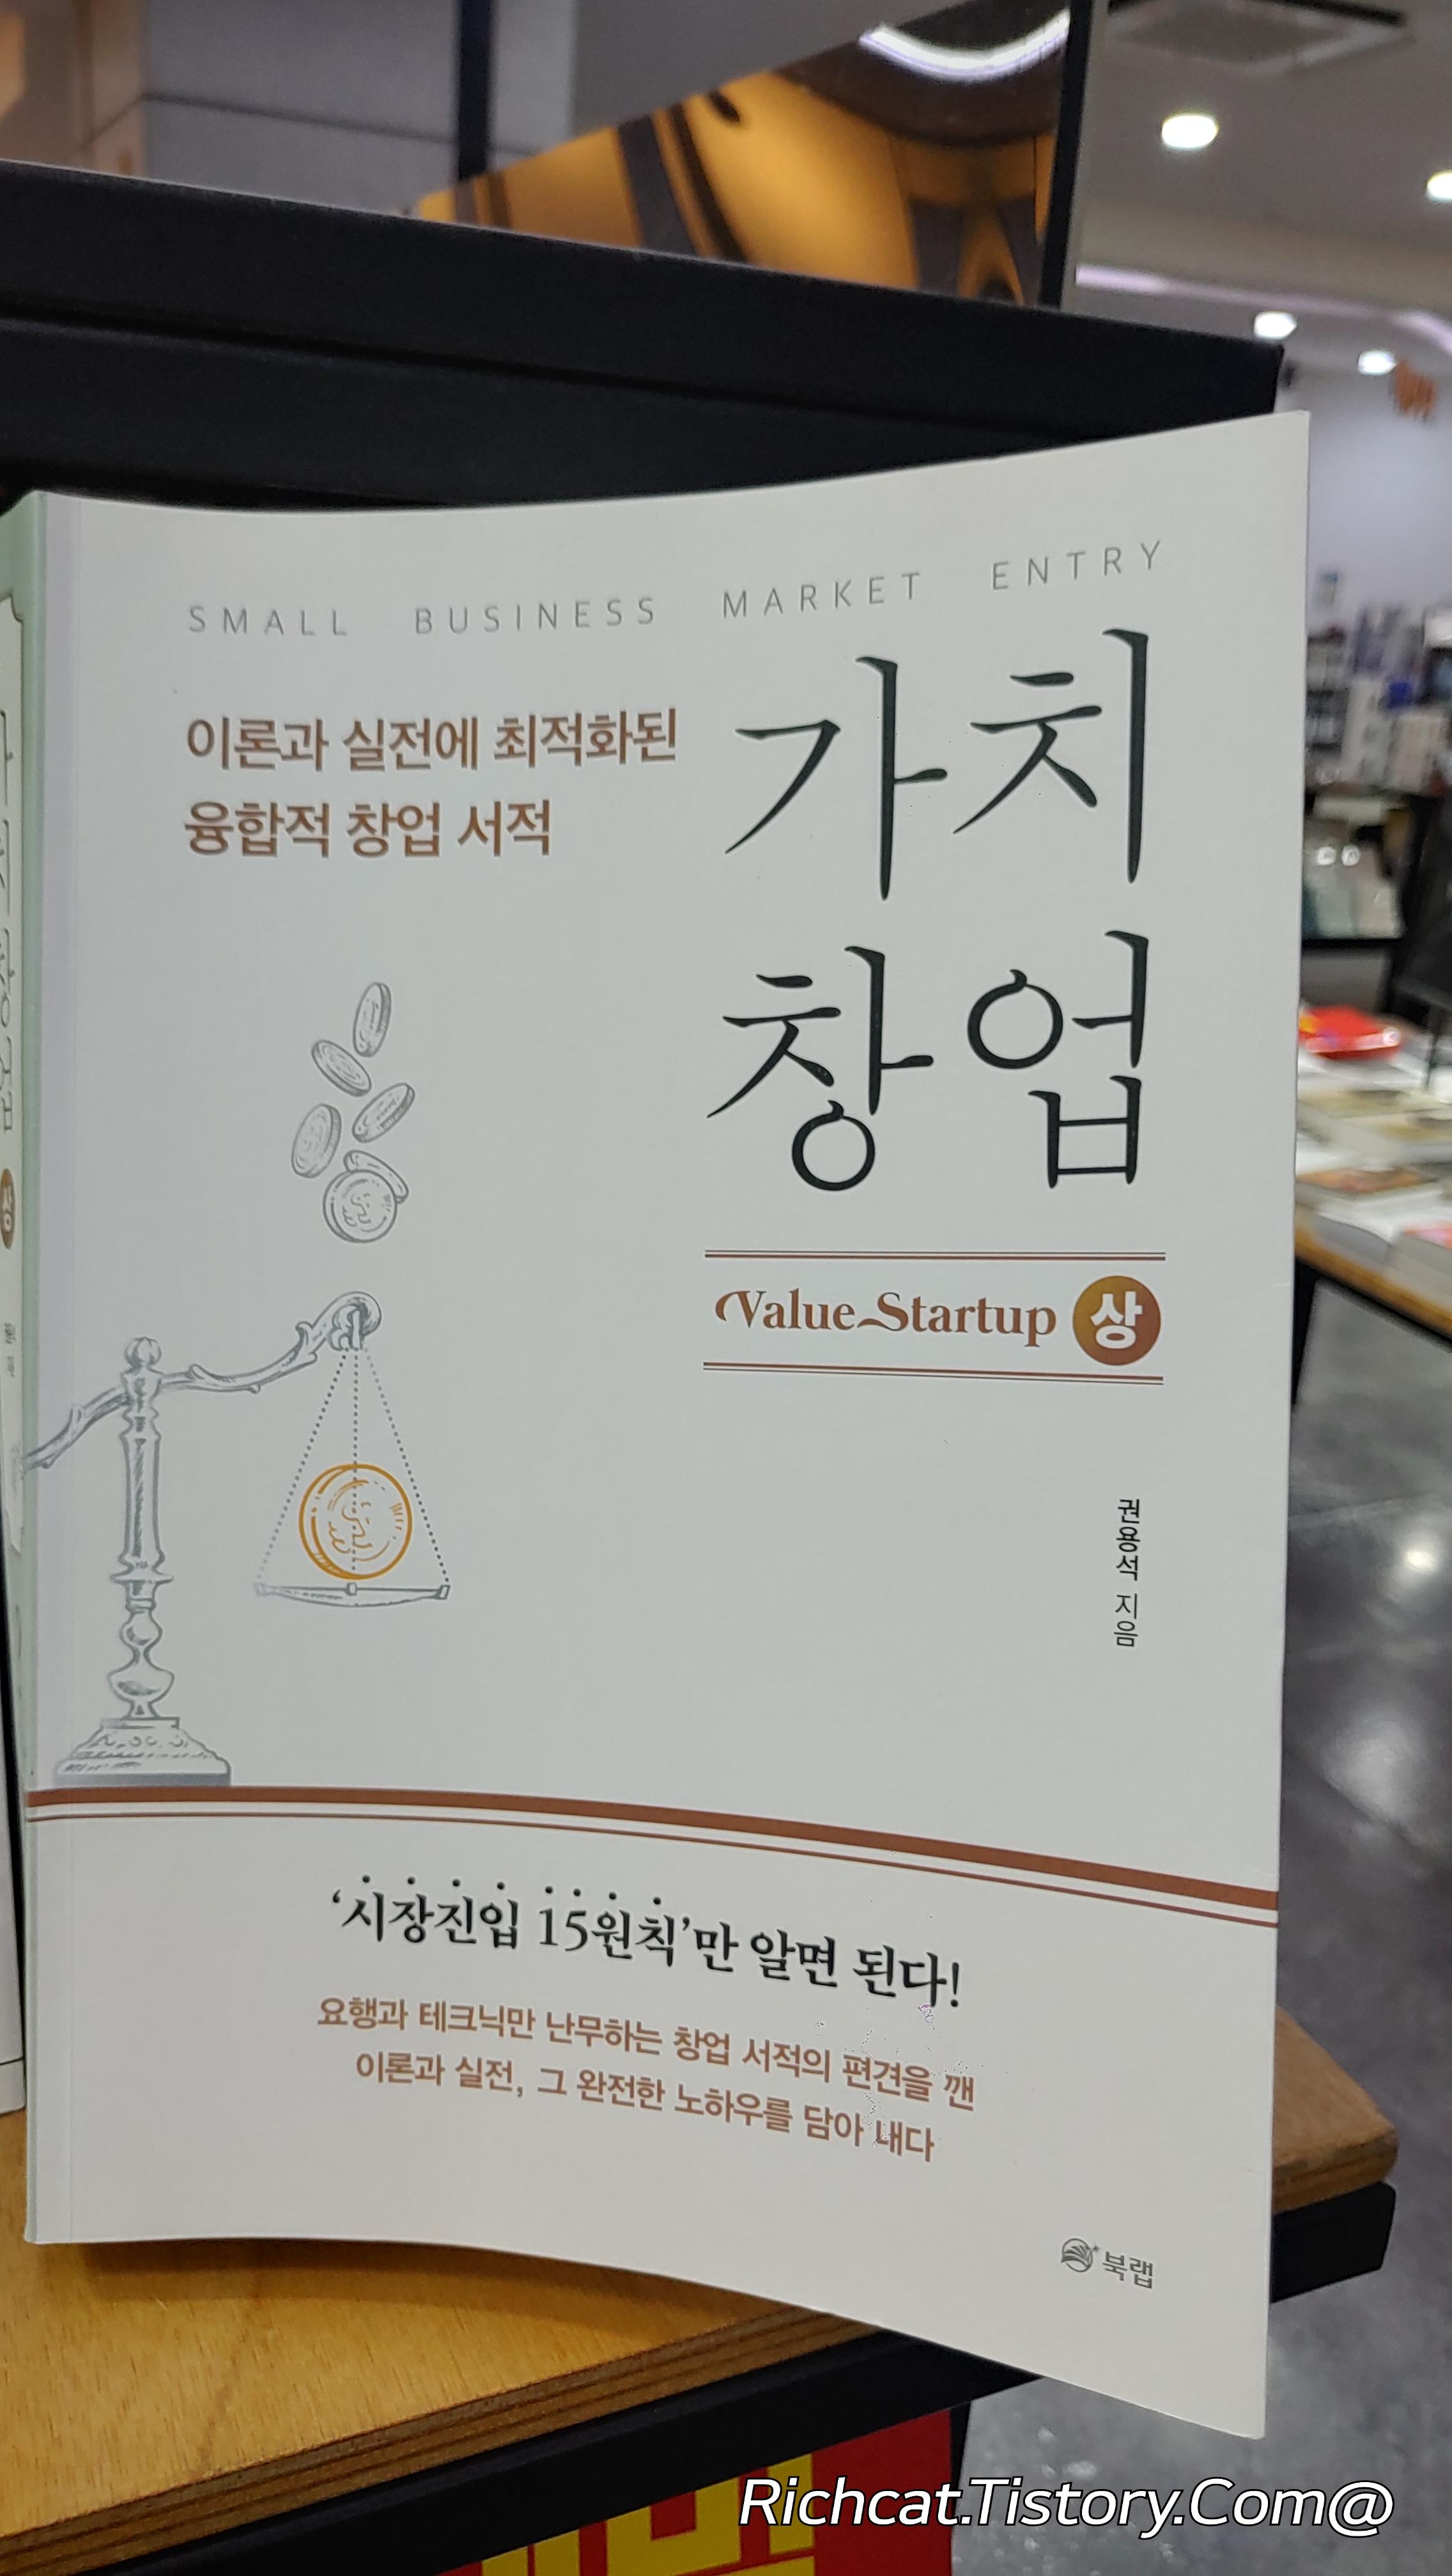 SMALL BUSINESS MARKET ENTRY
이론과 실전에 최적화된
융합적 창업 서적
가치
창업
Value Startup 상
권용석 지음
‘시장진입 15원칙’만 알면 된다!
요행과 테크닉만 난무하는 창업 서적의 편견을 깬
이론과 실전, 그 완전한 노하우를 담아 내다
북랩
Richcat.Tistory.Com@